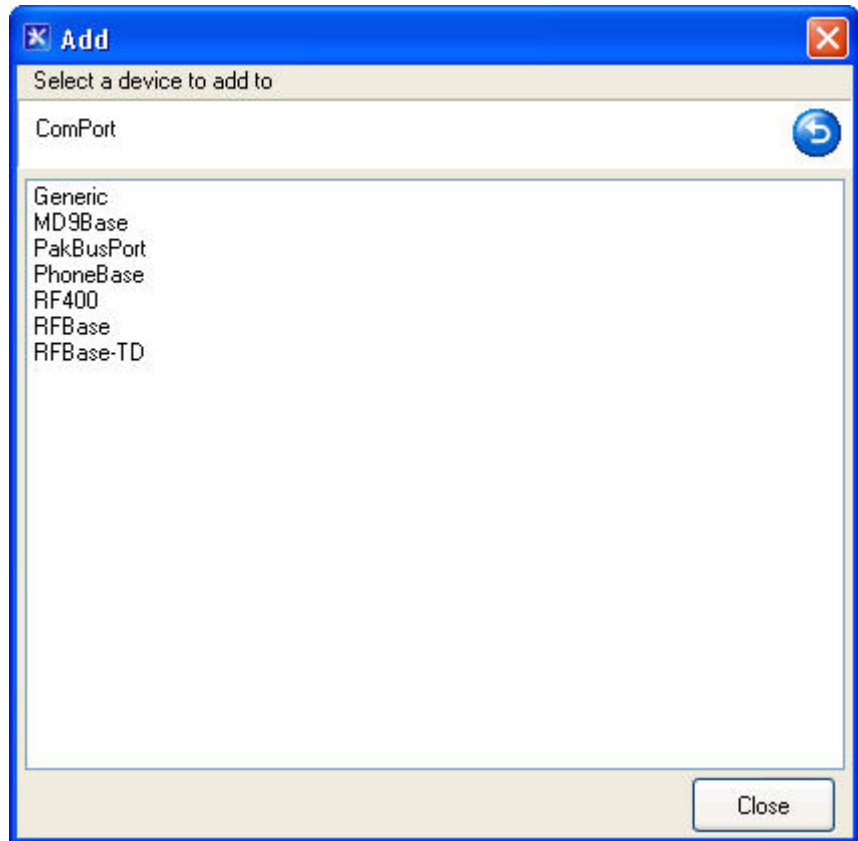 Add
Select a device to add to
ComPort
Generic
MD9Base
PakBusPort
PhoneBase
RF400
RFBase
RFBase-TD
Close